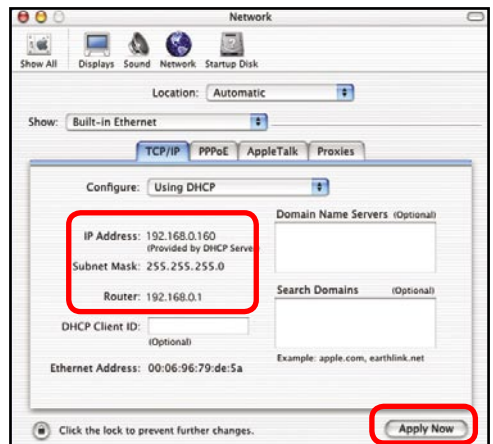 Network
Show All Displays Sound Network Startup Disk
Location: Automatic
Show: Built-in Ethernet
TCP/IP PPPoE AppleTalk Proxies
Configure: Using DHCP
Domain Name Servers (Optional)
IP Address: 192.168.0.160
(Provided by DHCP Server
Subnet Mask: 255.255.255.0
Router: 192.168.0.1
Search Domains (Optional)
DHCP Client ID:
(Optional)
Example: apple.com, earthlink.net
Ethernet Address: 00:06:96:79:de:5a
Click the lock to prevent further changes.
Apply Now